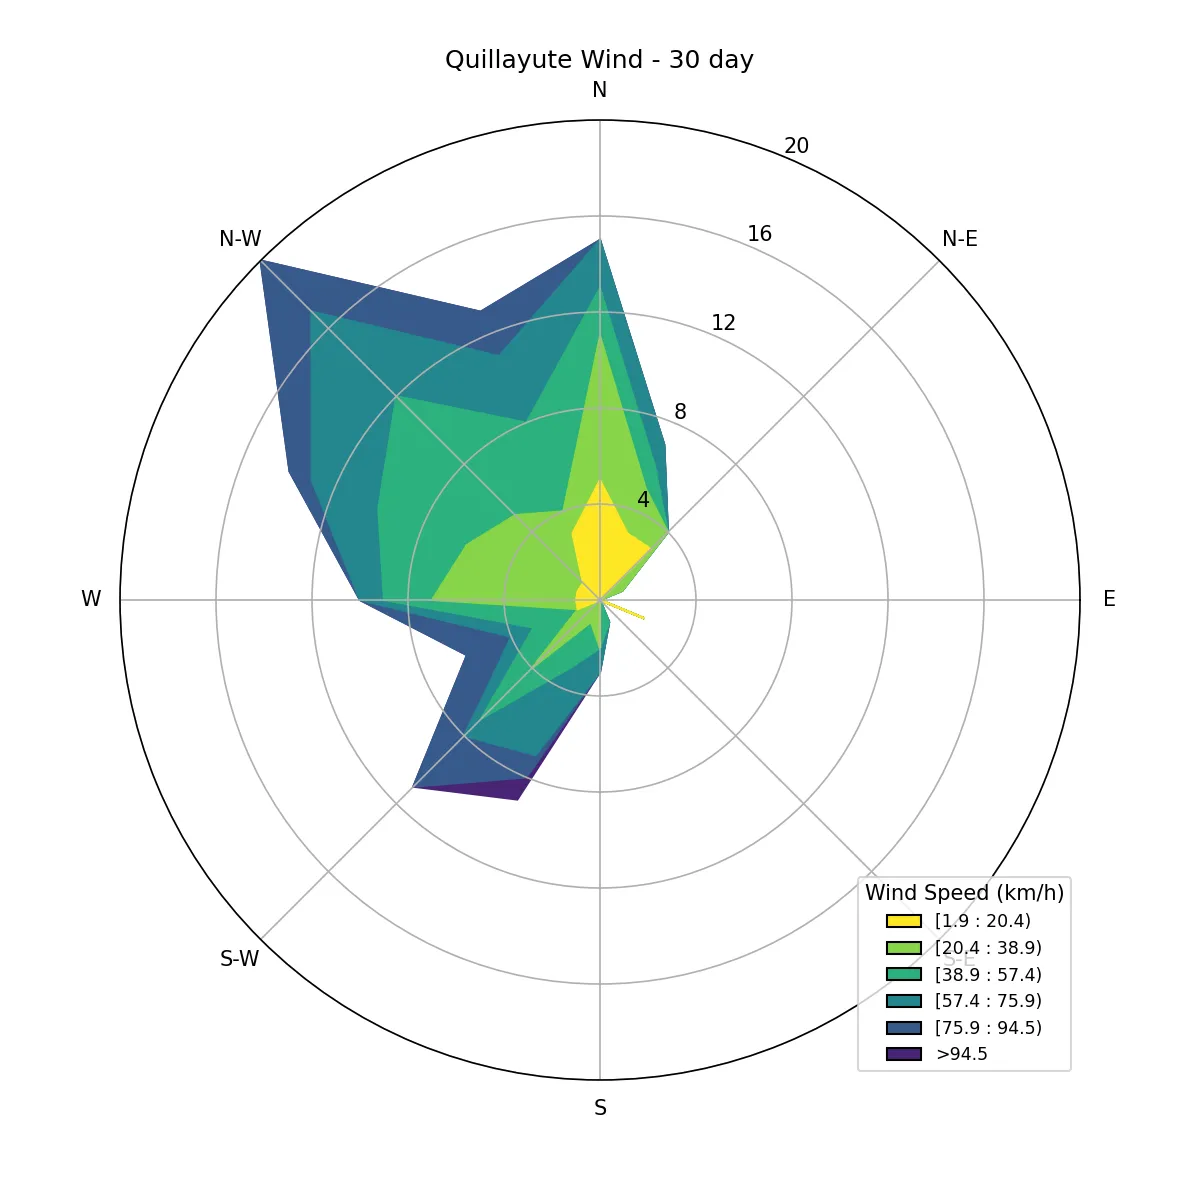 Quillayute Wind - 30 day
N
20
N-W
16
N-E
12
8
4
W
E
S-W
S-E
S
Wind Speed (km/h)
[1.9 : 20.4)
[20.4 : 38.9)
[38.9 : 57.4)
[57.4 : 75.9)
[75.9 : 94.5)
>94.5